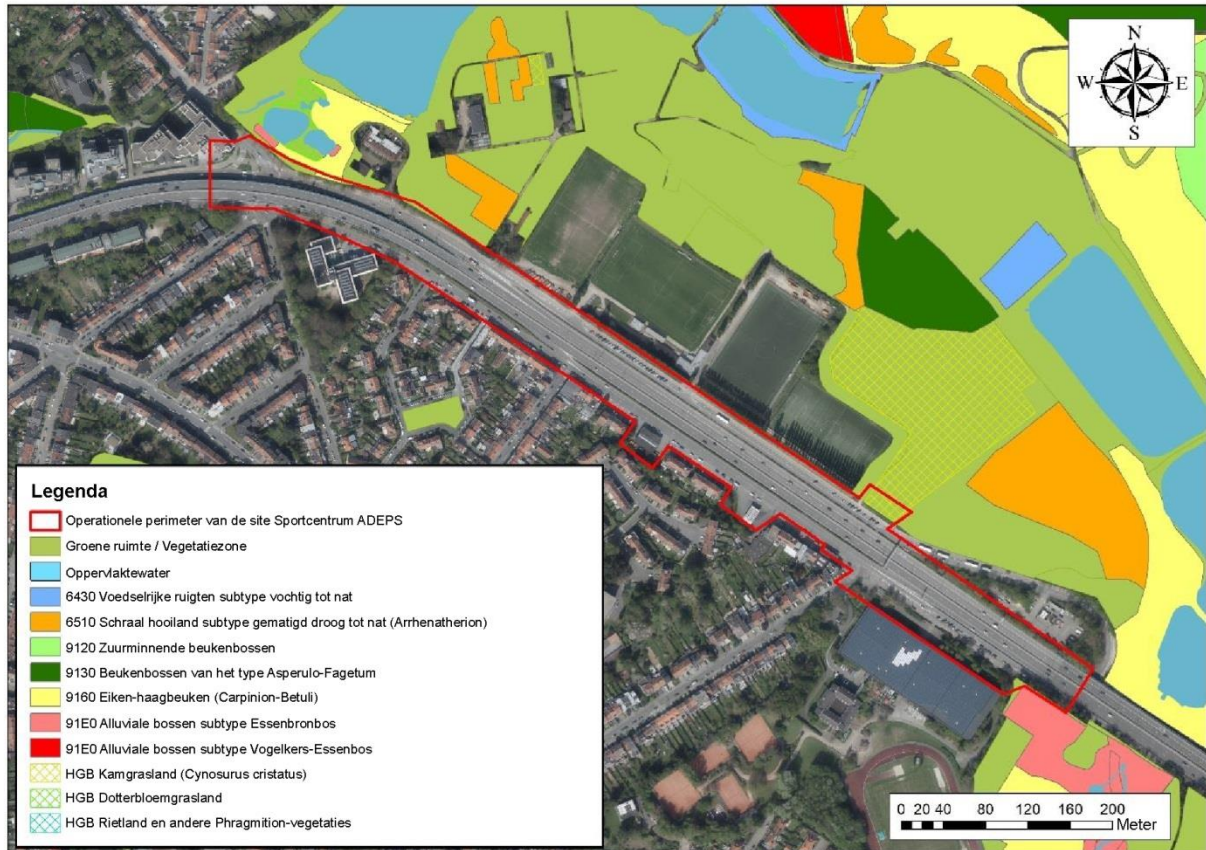 N
W E
S
Legenda
Operationele perimeter van de site Sportcentrum ADEPS
Groene ruimte / Vegetatiezone
Oppervlaktewater
6430 Voedselrijke ruigten subtype vochtig tot nat
6510 Schraal hooiland subtype gematigd droog tot nat (Arrhenatherion)
9120 Zuurminnende beukenbossen
9130 Beukenbossen van het type Asperulo-Fagetum
9160 Eiken-haagbeuken (Carpinion-Betuli)
91E0 Alluviale bossen subtype Essenbronbos
91E0 Alluviale bossen subtype Vogelkers-Essenbos
HGB Kamgrasland (Cynosurus cristatus)
HGB Dotterbloemgrasland
HGB Rietland en andere Phragmition-vegetaties
0 20 40 80 120 160 200
Meter